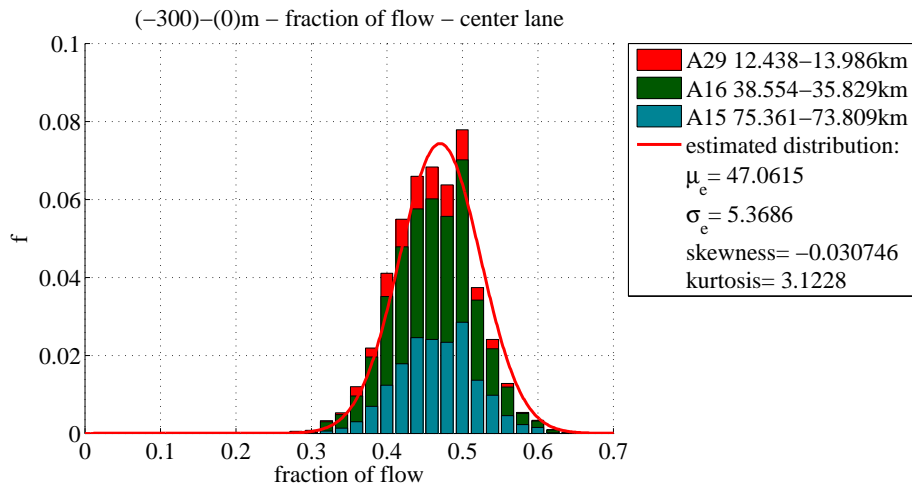 (−300)−(0)m − fraction of flow − center lane
0.1
0.08
0.06
0.04
0.02
0
f
0 0.1 0.2 0.3 0.4 0.5 0.6 0.7
fraction of flow
A29 12.438−13.986km
A16 38.554−35.829km
A15 75.361−73.809km
estimated distribution:
μe= 47.0615
σe= 5.3686
skewness= −0.030746
kurtosis= 3.1228